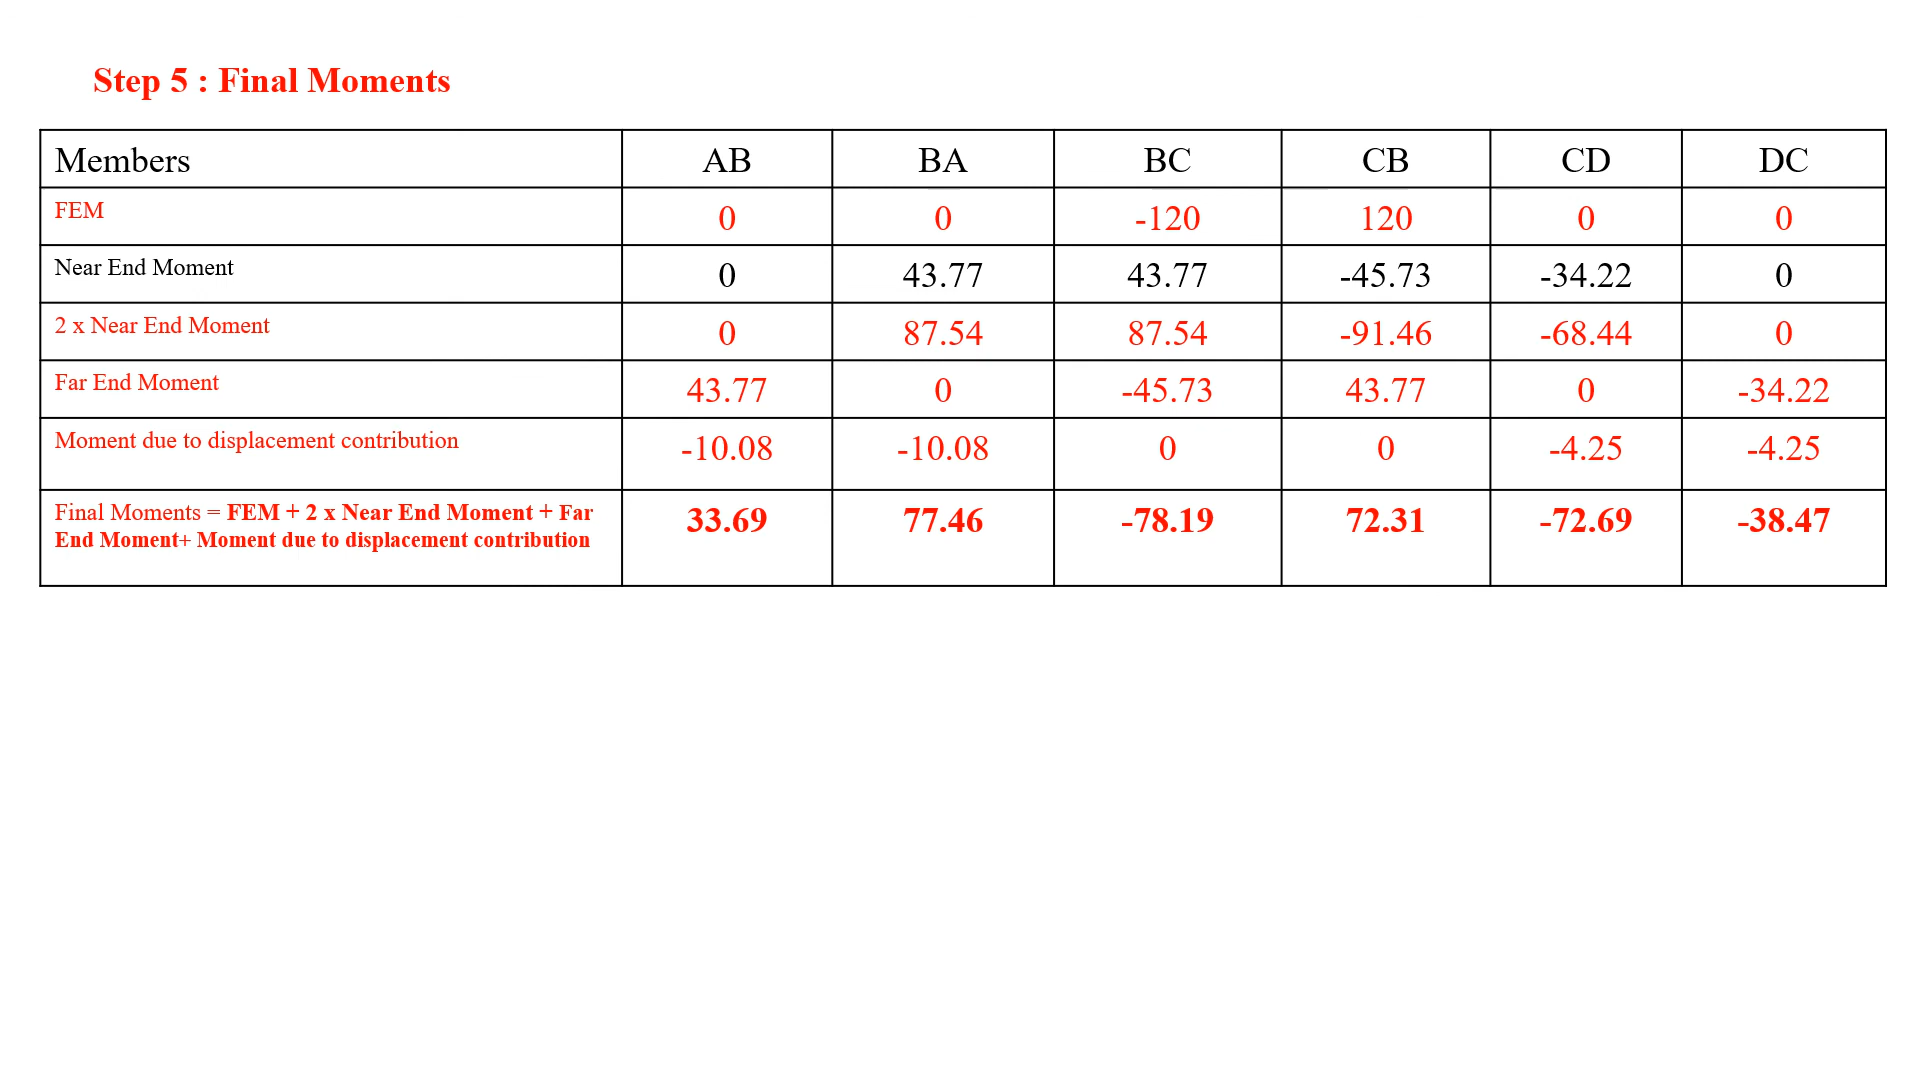 Step 5 : Final Moments
Members AB BA BC CB CD DC
FEM 0 0 -120 120 0 0
Near End Moment 0 43.77 43.77 -45.73 -34.22 0
2 x Near End Moment 0 87.54 87.54 -91.46 -68.44 0
Far End Moment 43.77 0 -45.73 43.77 0 -34.22
Moment due to displacement contribution -10.08 -10.08 0 0 -4.25 -4.25
Final Moments = FEM + 2 x Near End Moment + Far 33.69 77.46 -78.19 72.31 -72.69 -38.47
End Moment+ Moment due to displacement contribution